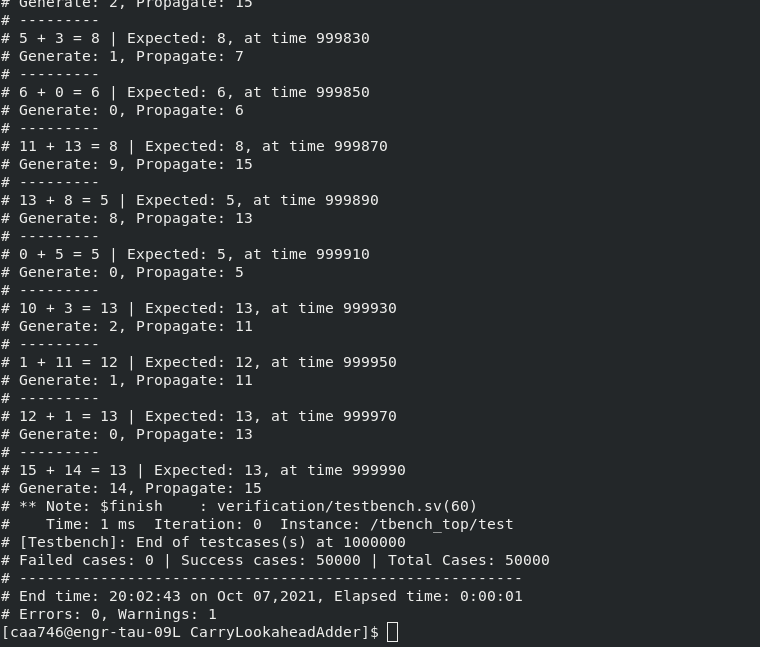 # Generate: 2, Propagate: 15
# ---------
# 5 + 3 = 8 | Expected: 8, at time 999830
# Generate: 1, Propagate: 7
# ---------
# 6 + 0 = 6 | Expected: 6, at time 999850
# Generate: 0, Propagate: 6
# ---------
# 11 + 13 = 8 | Expected: 8, at time 999870
# Generate: 9, Propagate: 15
# ---------
# 13 + 8 = 5 | Expected: 5, at time 999890
# Generate: 8, Propagate: 13
# ---------
# 0 + 5 = 5 | Expected: 5, at time 999910
# Generate: 0, Propagate: 5
# ---------
# 10 + 3 = 13 | Expected: 13, at time 999930
# Generate: 2, Propagate: 11
# ---------
# 1 + 11 = 12 | Expected: 12, at time 999950
# Generate: 1, Propagate: 11
# ---------
# 12 + 1 = 13 | Expected: 13, at time 999970
# Generate: 0, Propagate: 13
# ---------
# 15 + 14 = 13 | Expected: 13, at time 999990
# Generate: 14, Propagate: 15
# ** Note: $finish    : verification/testbench.sv(60)
#    Time: 1 ms  Iteration: 0  Instance: /tbench_top/test
# [Testbench]: End of testcases(s) at 1000000
# Failed cases: 0 | Success cases: 50000 | Total Cases: 50000
# --------------------------------------------------------
# End time: 20:02:43 on Oct 07,2021, Elapsed time: 0:00:01
# Errors: 0, Warnings: 1
[caa746@engr-tau-09L CarryLookaheadAdder]$